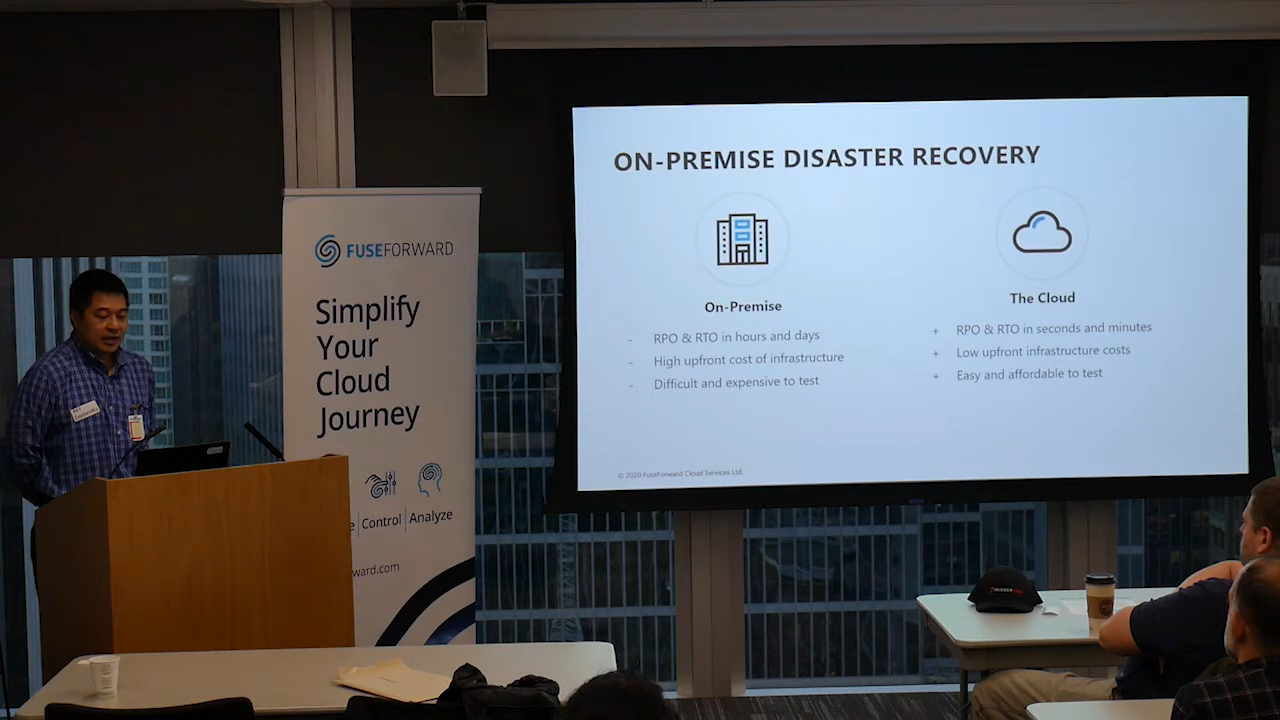 FUSEFORWARD
Simplify
Your
Cloud
Journey
Control
Analyze
ward.com
ON-PREMISE DISASTER RECOVERY
On-Premise
- RPO & RTO in hours and days
- High upfront cost of infrastructure
- Difficult and expensive to test
The Cloud
+ RPO & RTO in seconds and minutes
+ Low upfront infrastructure costs
+ Easy and affordable to test
© 2020 FuseForward Cloud Services Ltd.